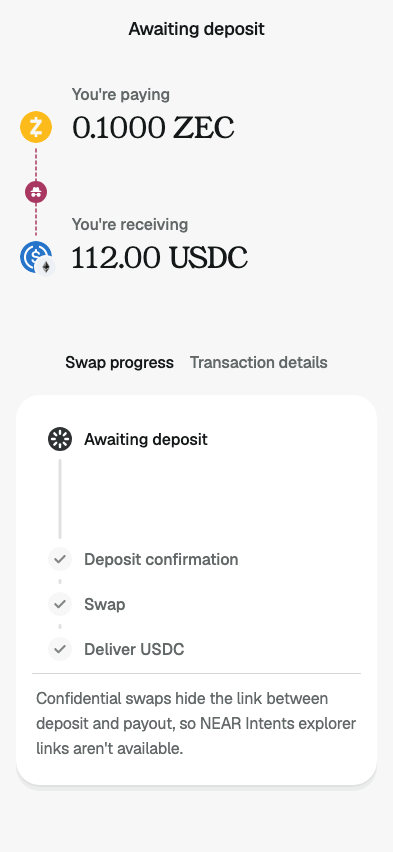 Awaiting deposit
You're paying
0.1000 ZEC
You're receiving
112.00 USDC
Swap progress Transaction details
Awaiting deposit
Deposit confirmation
Swap
Deliver USDC
Confidential swaps hide the link between
deposit and payout, so NEAR Intents explorer
links aren't available.